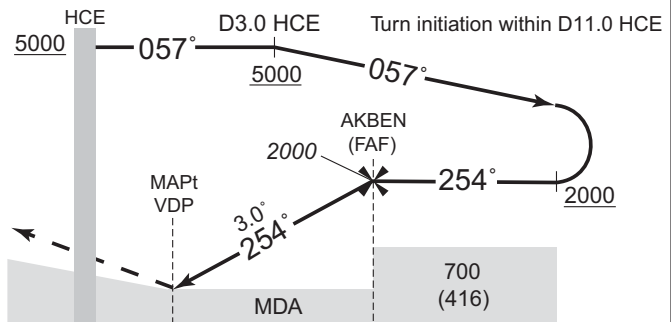 HCE
5000
057°
D3.0 HCE
5000
Turn initiation within D11.0 HCE
057°
AKBEN
(FAF)
2000
254°
2000
MAPt
VDP
3.0°
254°
700
(416)
MDA